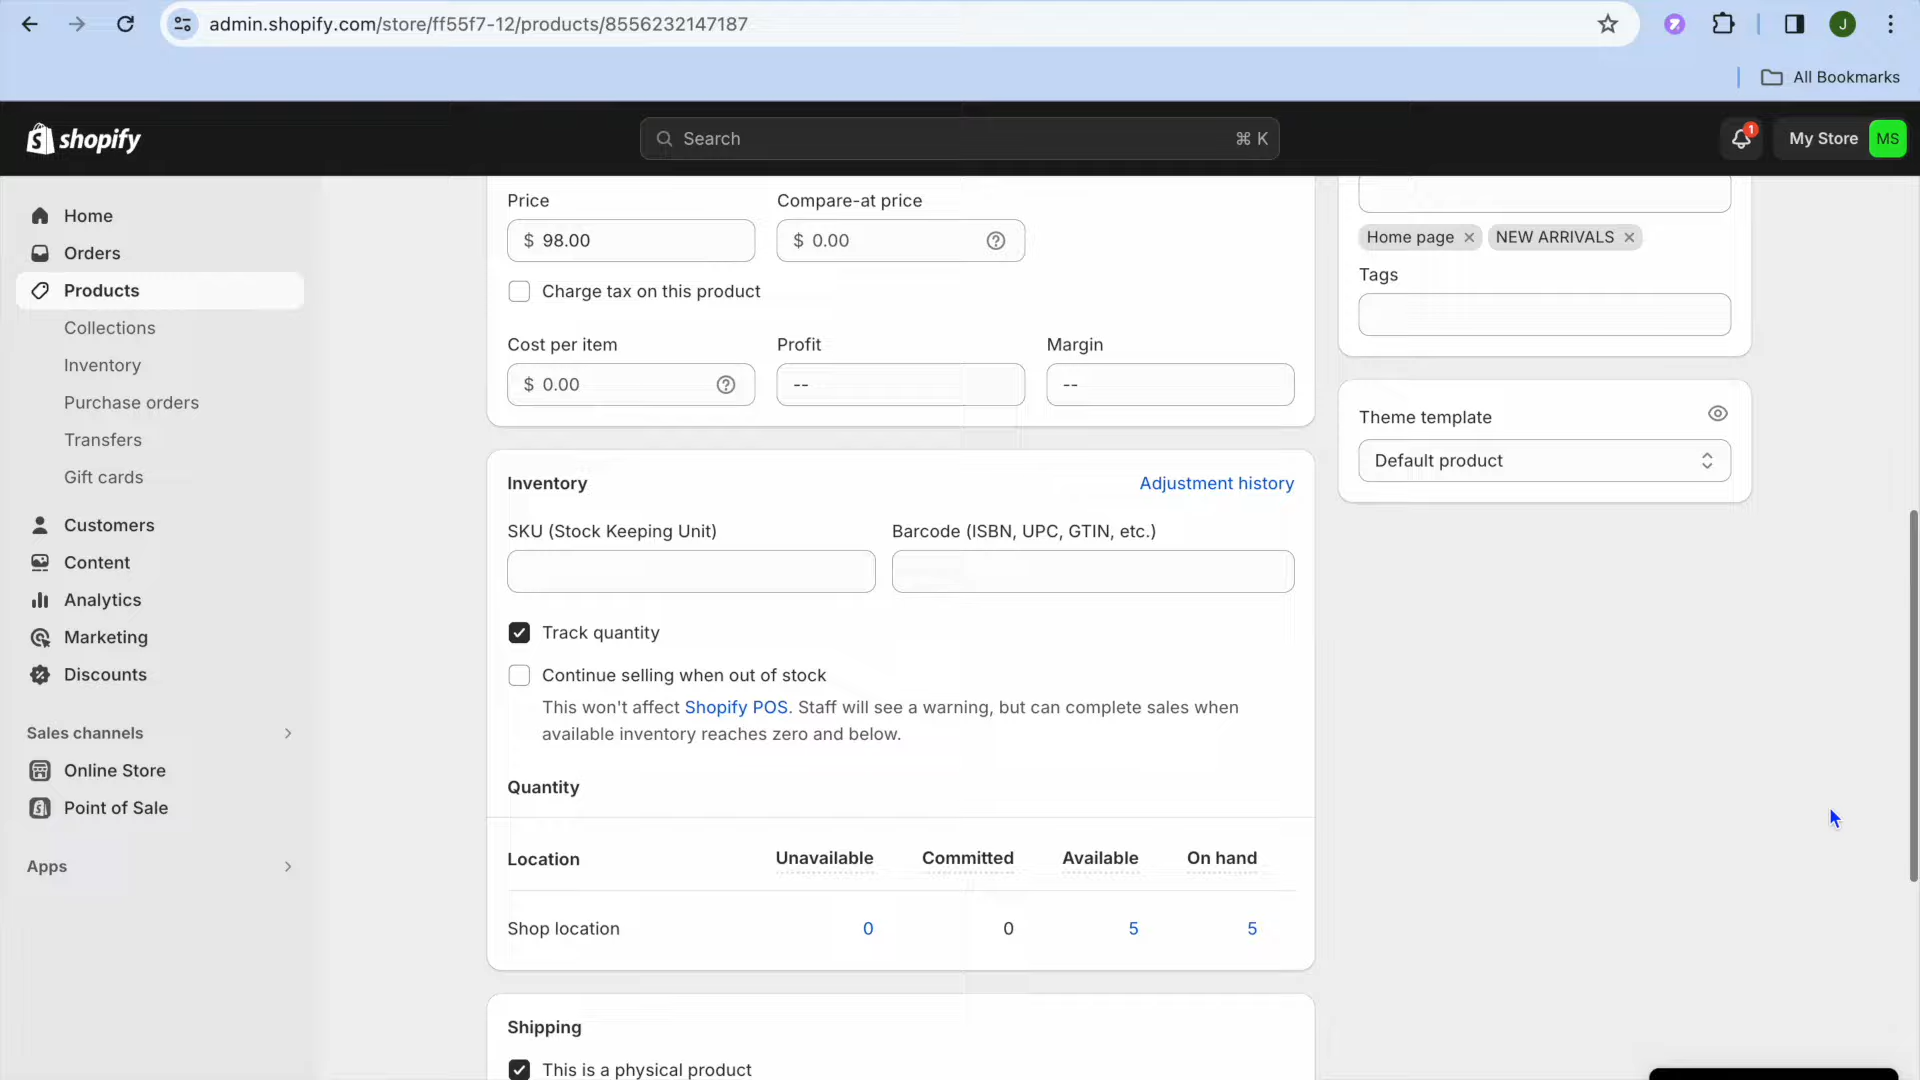 admin.shopify.com/store/ff55f7-12/products/8556232147187
J
All Bookmarks
shopify
Search
⌘ K
1
My Store
MS
Home
Orders
Products
Collections
Inventory
Purchase orders
Transfers
Gift cards
Customers
Content
Analytics
Marketing
Discounts
Sales channels
Online Store
Point of Sale
Apps
Price
Compare-at price
$ 98.00
$ 0.00
Charge tax on this product
Cost per item
Profit
Margin
$ 0.00
--
--
Inventory
Adjustment history
SKU (Stock Keeping Unit)
Barcode (ISBN, UPC, GTIN, etc.)
Track quantity
Continue selling when out of stock
This won't affect Shopify POS. Staff will see a warning, but can complete sales when
available inventory reaches zero and below.
Quantity
Location Unavailable Committed Available On hand
Shop location 0 0 5 5
Shipping
This is a physical product
Home page
NEW ARRIVALS
Tags
Theme template
Default product